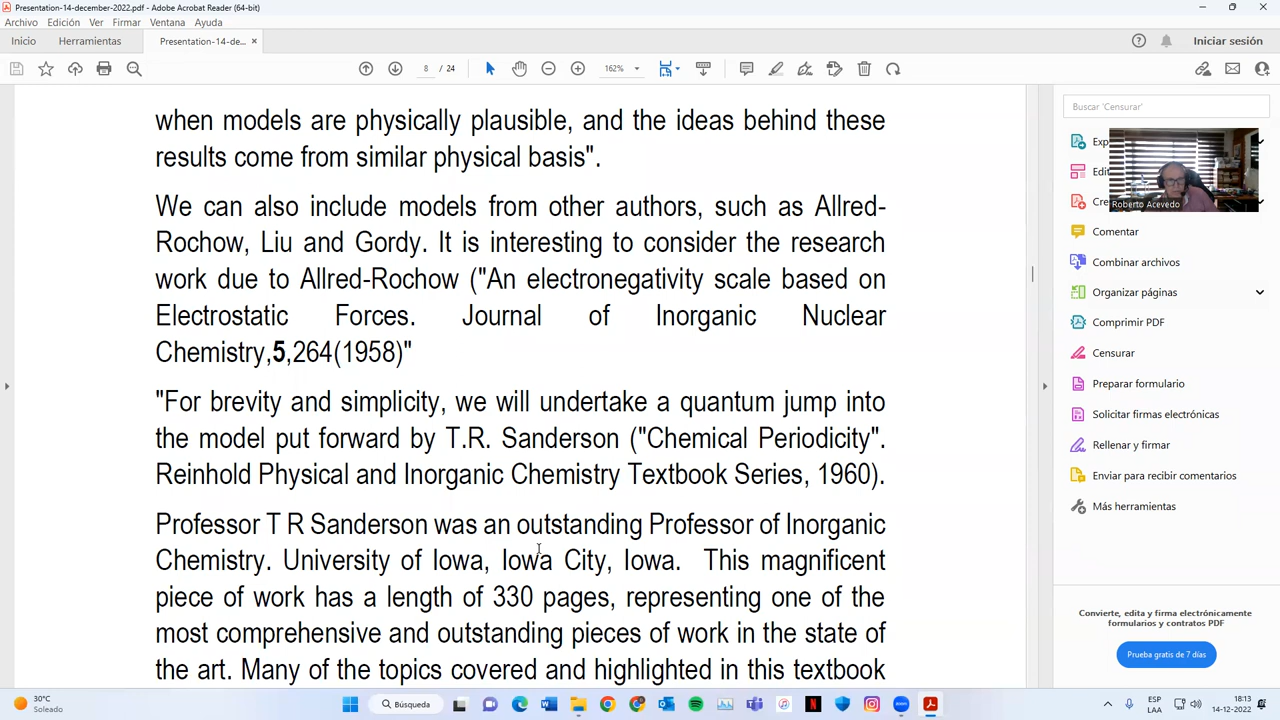 Presentation-14-december-2022.pdf - Adobe Acrobat Reader (64-bit)
Archivo Edición Ver Firmar Ventana Ayuda
Inicio Herramientas Presentation-14-de... × Iniciar sesión
8 / 24 162%
when models are physically plausible, and the ideas behind these
results come from similar physical basis".
We can also include models from other authors, such as Allred-
Rochow, Liu and Gordy. It is interesting to consider the research
work due to Allred-Rochow ("An electronegativity scale based on
Electrostatic Forces. Journal of Inorganic Nuclear
Chemistry,5,264(1958)"
"For brevity and simplicity, we will undertake a quantum jump into
the model put forward by T.R. Sanderson ("Chemical Periodicity".
Reinhold Physical and Inorganic Chemistry Textbook Series, 1960).
Professor T R Sanderson was an outstanding Professor of Inorganic
Chemistry. University of Iowa, Iowa City, Iowa. This magnificent
piece of work has a length of 330 pages, representing one of the
most comprehensive and outstanding pieces of work in the state of
the art. Many of the topics covered and highlighted in this textbook
Buscar 'Censurar'
Exp
Edi
Cre
Roberto Acevedo
Comentar
Combinar archivos
Organizar páginas
Comprimir PDF
Censurar
Preparar formulario
Solicitar firmas electrónicas
Rellenar y firmar
Enviar para recibir comentarios
Más herramientas
Convierte, edita y firma electrónicamente
formularios y contratos PDF
Prueba gratis de 7 días
30°C
Soleado
Búsqueda
ESP
LAA
18:13
14-12-2022